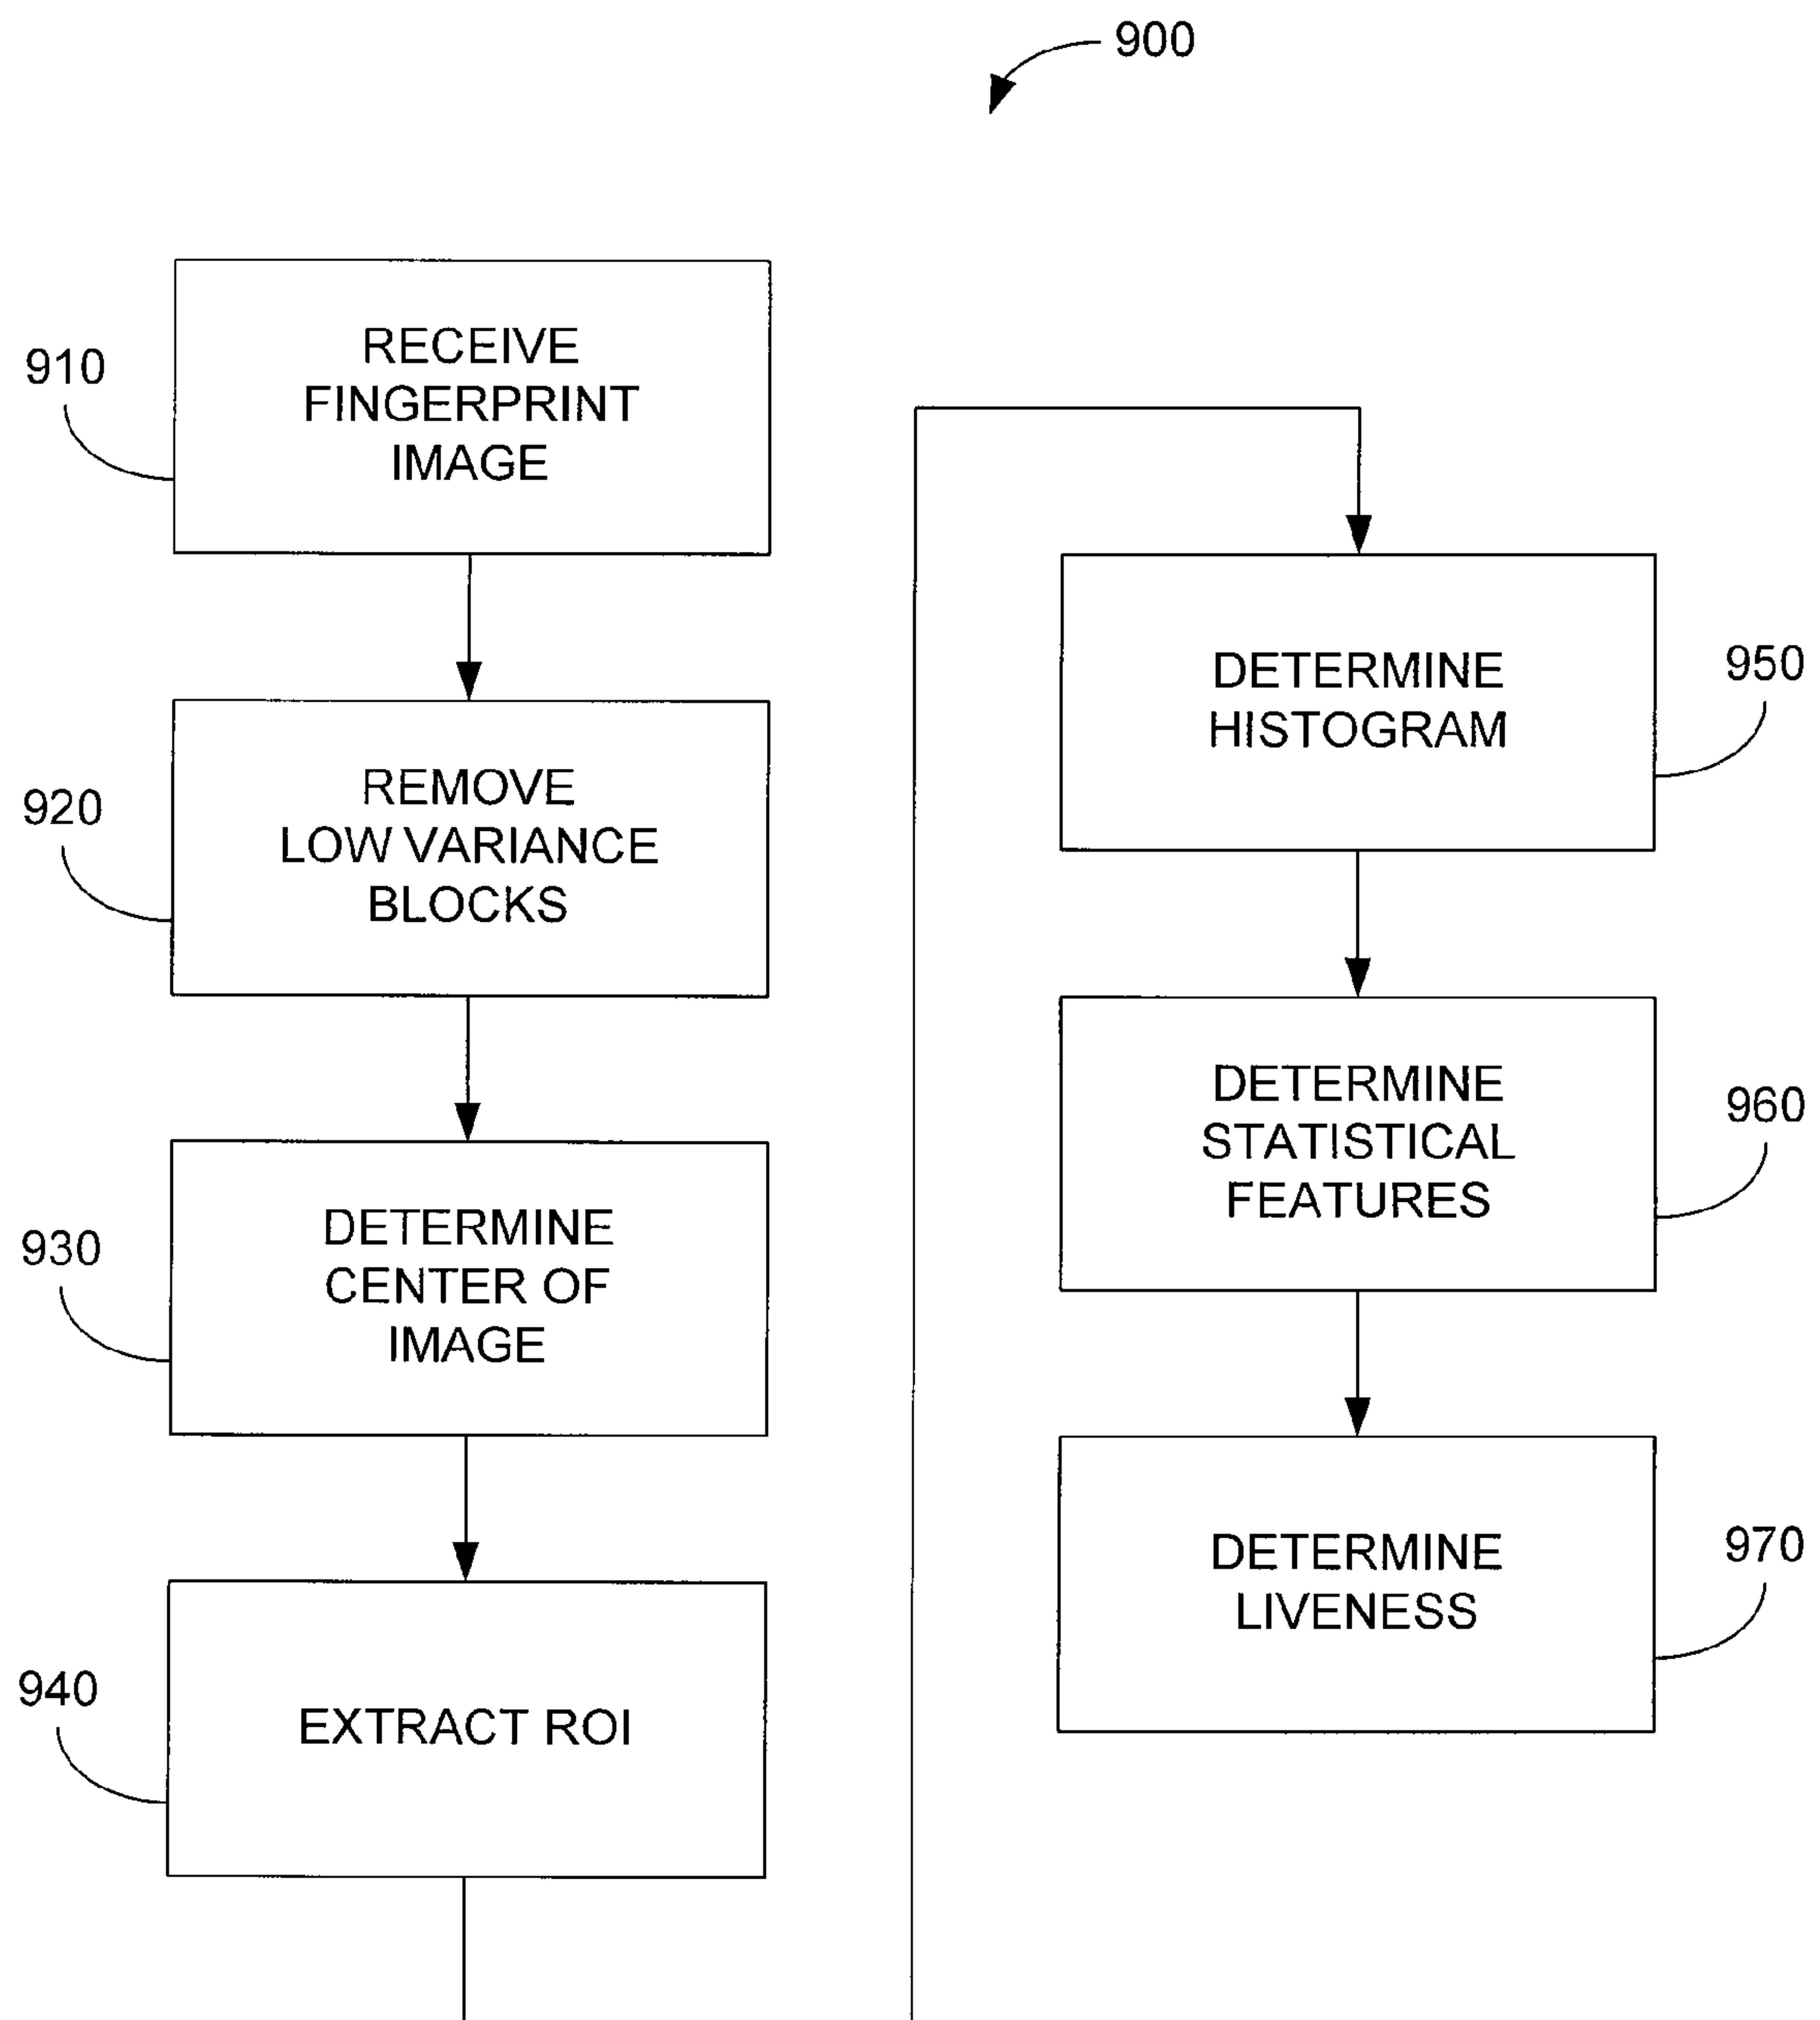 900
910
RECEIVE
FINGERPRINT
IMAGE
920
REMOVE
LOW VARIANCE
BLOCKS
930
DETERMINE
CENTER OF
IMAGE
940
EXTRACT ROI
950
DETERMINE
HISTOGRAM
960
DETERMINE
STATISTICAL
FEATURES
970
DETERMINE
LIVENESS